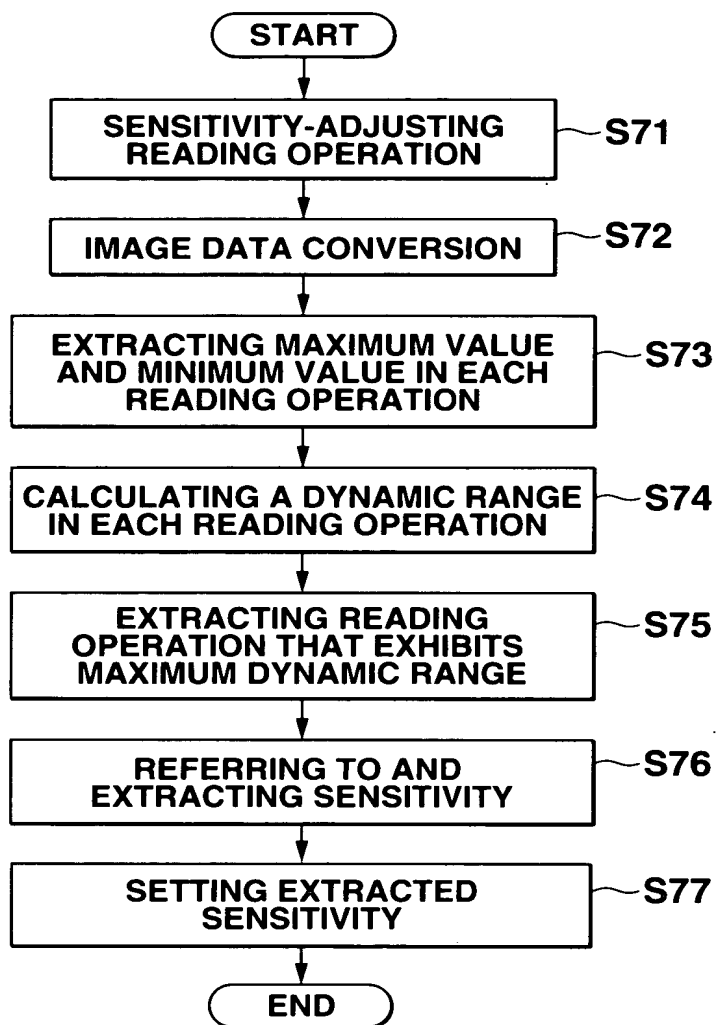 START
SENSITIVITY-ADJUSTING
READING OPERATION
S71
IMAGE DATA CONVERSION
S72
EXTRACTING MAXIMUM VALUE
AND MINIMUM VALUE IN EACH
READING OPERATION
S73
CALCULATING A DYNAMIC RANGE
IN EACH READING OPERATION
S74
EXTRACTING READING
OPERATION THAT EXHIBITS
MAXIMUM DYNAMIC RANGE
S75
REFERRING TO AND
EXTRACTING SENSITIVITY
S76
SETTING EXTRACTED
SENSITIVITY
S77
END